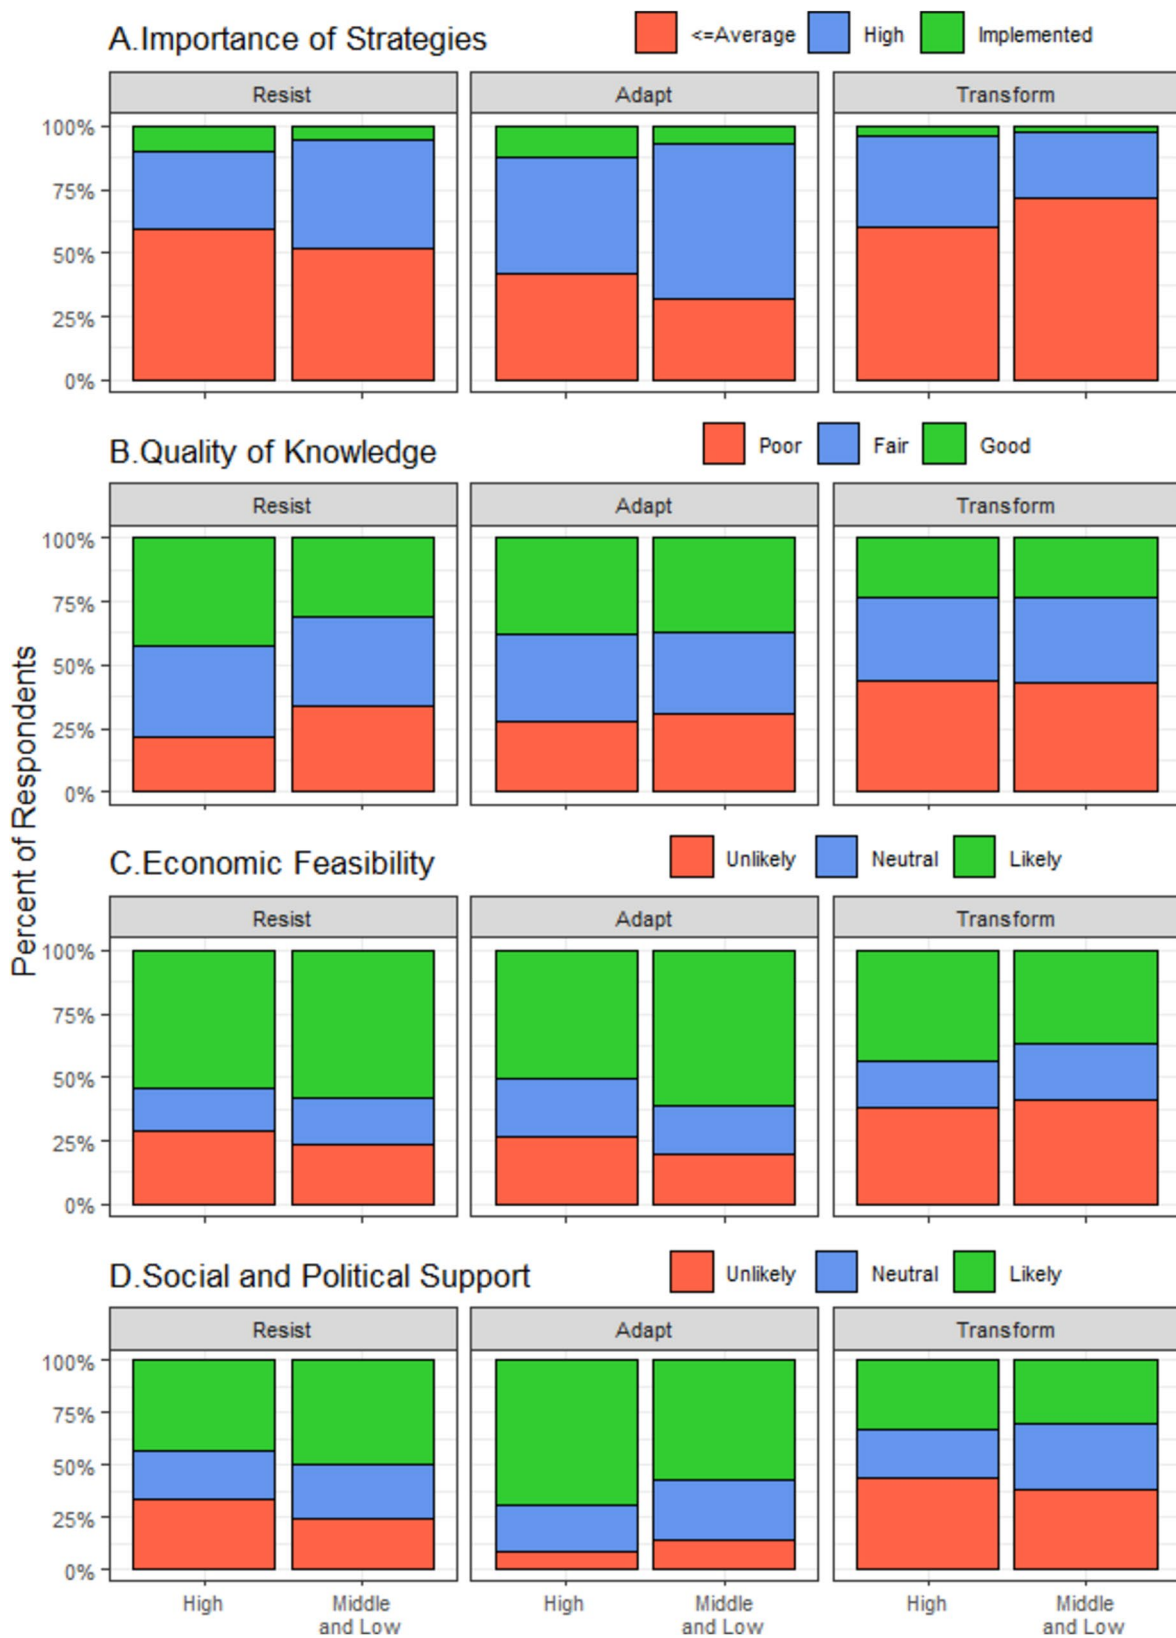 A.Importance of Strategies
<=Average High Implemented
Resist Adapt Transform
100%
75%
50%
25%
0%
B.Quality of Knowledge
Poor Fair Good
Resist Adapt Transform
100%
75%
50%
25%
0%
Percent of Respondents
C.Economic Feasibility
Unlikely Neutral Likely
Resist Adapt Transform
100%
75%
50%
25%
0%
D.Social and Political Support
Unlikely Neutral Likely
Resist Adapt Transform
100%
75%
50%
25%
0%
High Middle High Middle High Middle
and Low and Low and Low